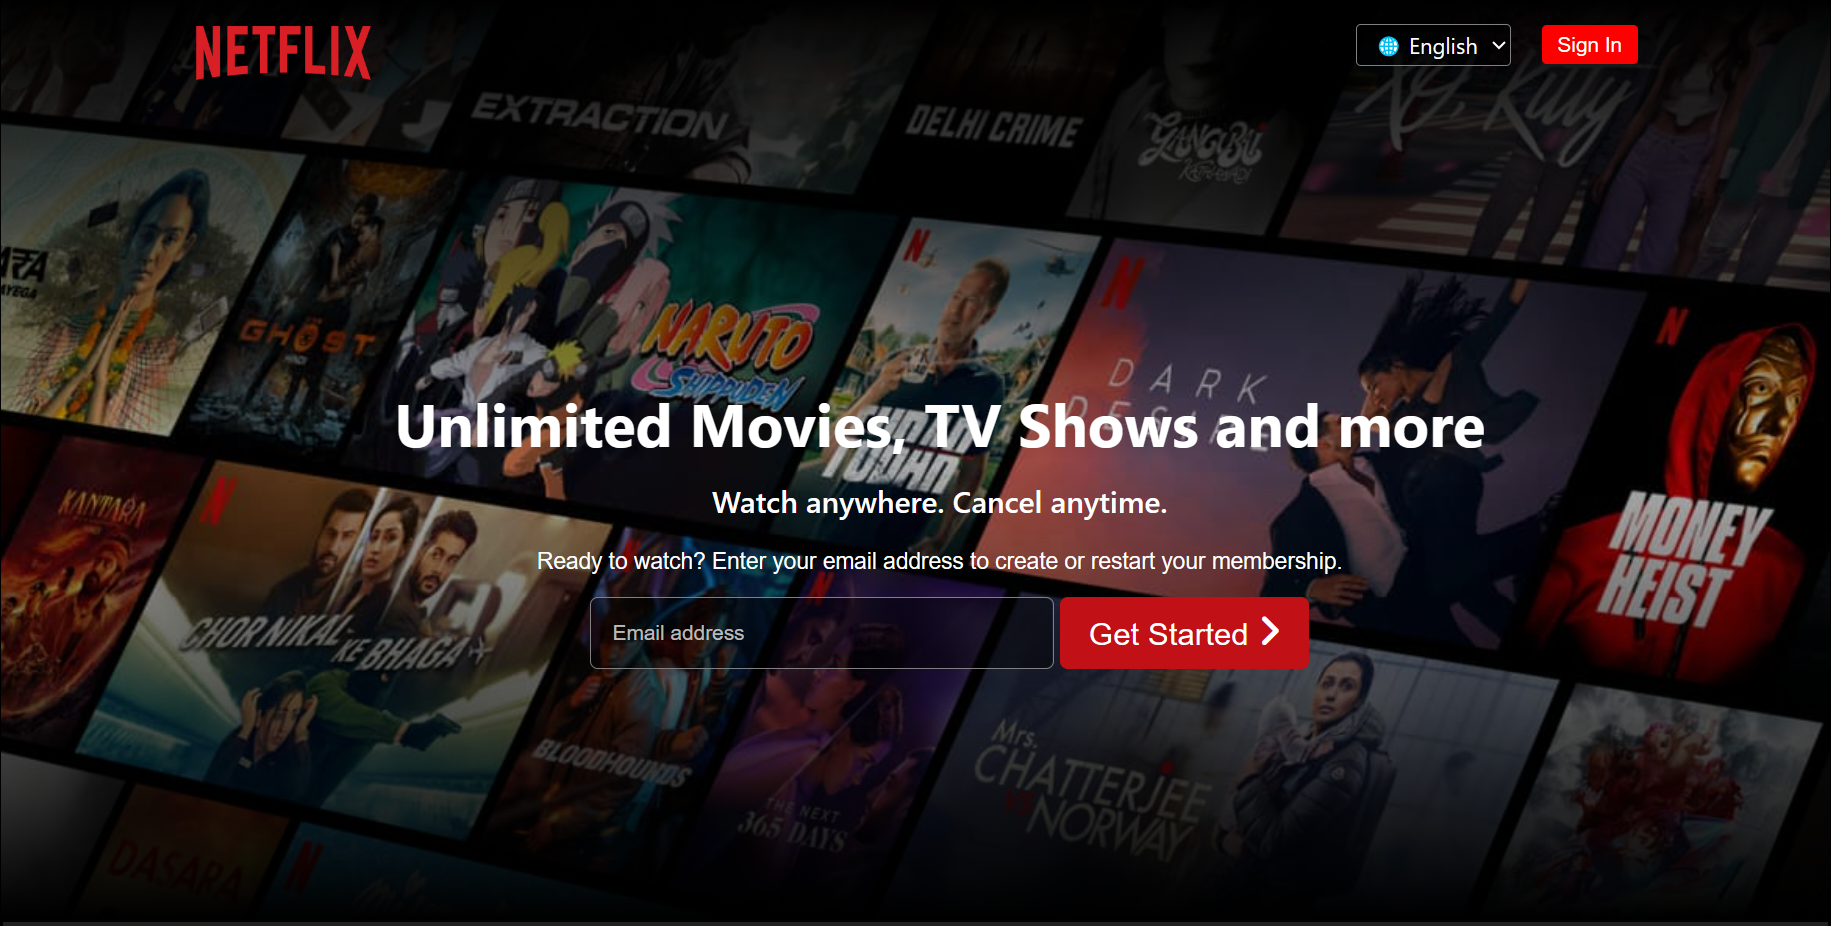 NETFLIX
🌐 English
Sign In
EXTRACTION
DELHI CRIME
GANGUBAI
KATHIAWADI
XO, Kitty
GHOST
HINDI
NARUTO
SHIPPUDEN
DARK
DESIRE
Unlimited Movies, TV Shows and more
Watch anywhere. Cancel anytime.
Ready to watch? Enter your email address to create or restart your membership.
Email address
Get Started
KANTARA
CHOR NIKAL
KE BHAGA
MONEY
HEIST
BLOODHOUNDS
THE NEXT
365 DAYS
Mrs.
CHATTERJEE
VS
NORWAY
DASARA